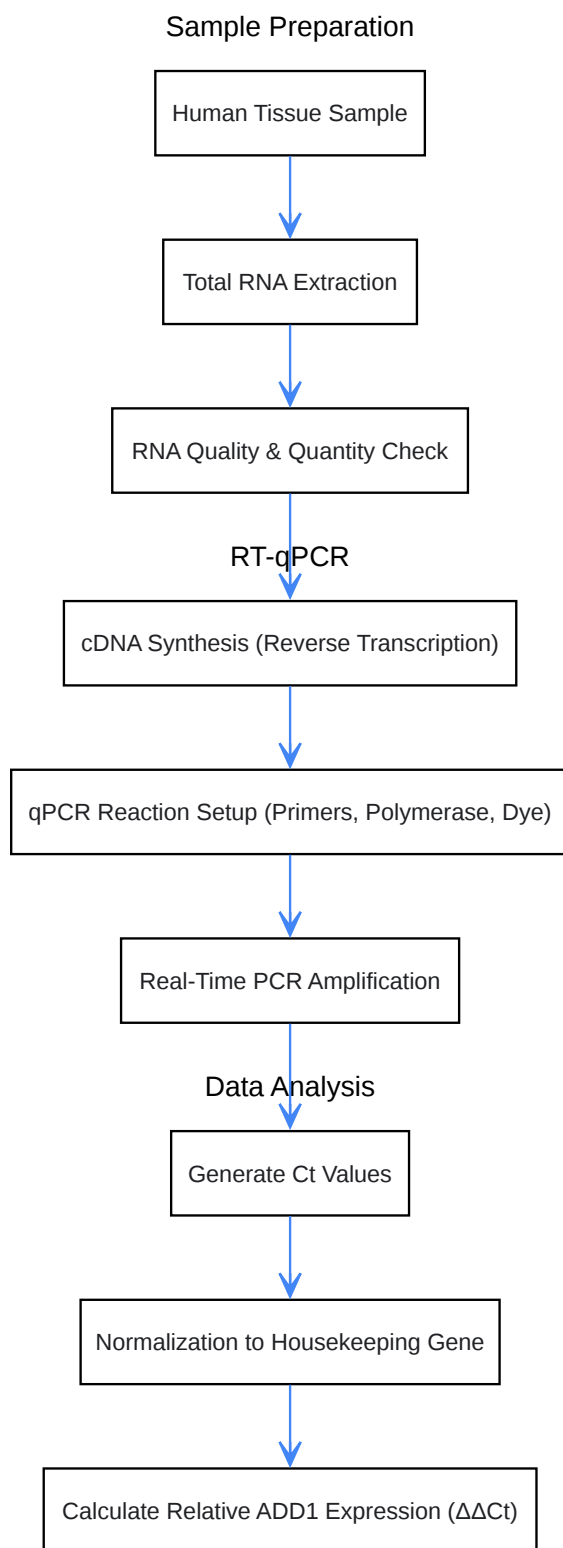 Sample Preparation
Human Tissue Sample
Total RNA Extraction
RNA Quality & Quantity Check
RT-qPCR
cDNA Synthesis (Reverse Transcription)
qPCR Reaction Setup (Primers, Polymerase, Dye)
Real-Time PCR Amplification
Data Analysis
Generate Ct Values
Normalization to Housekeeping Gene
Calculate Relative ADD1 Expression (ΔΔCt)